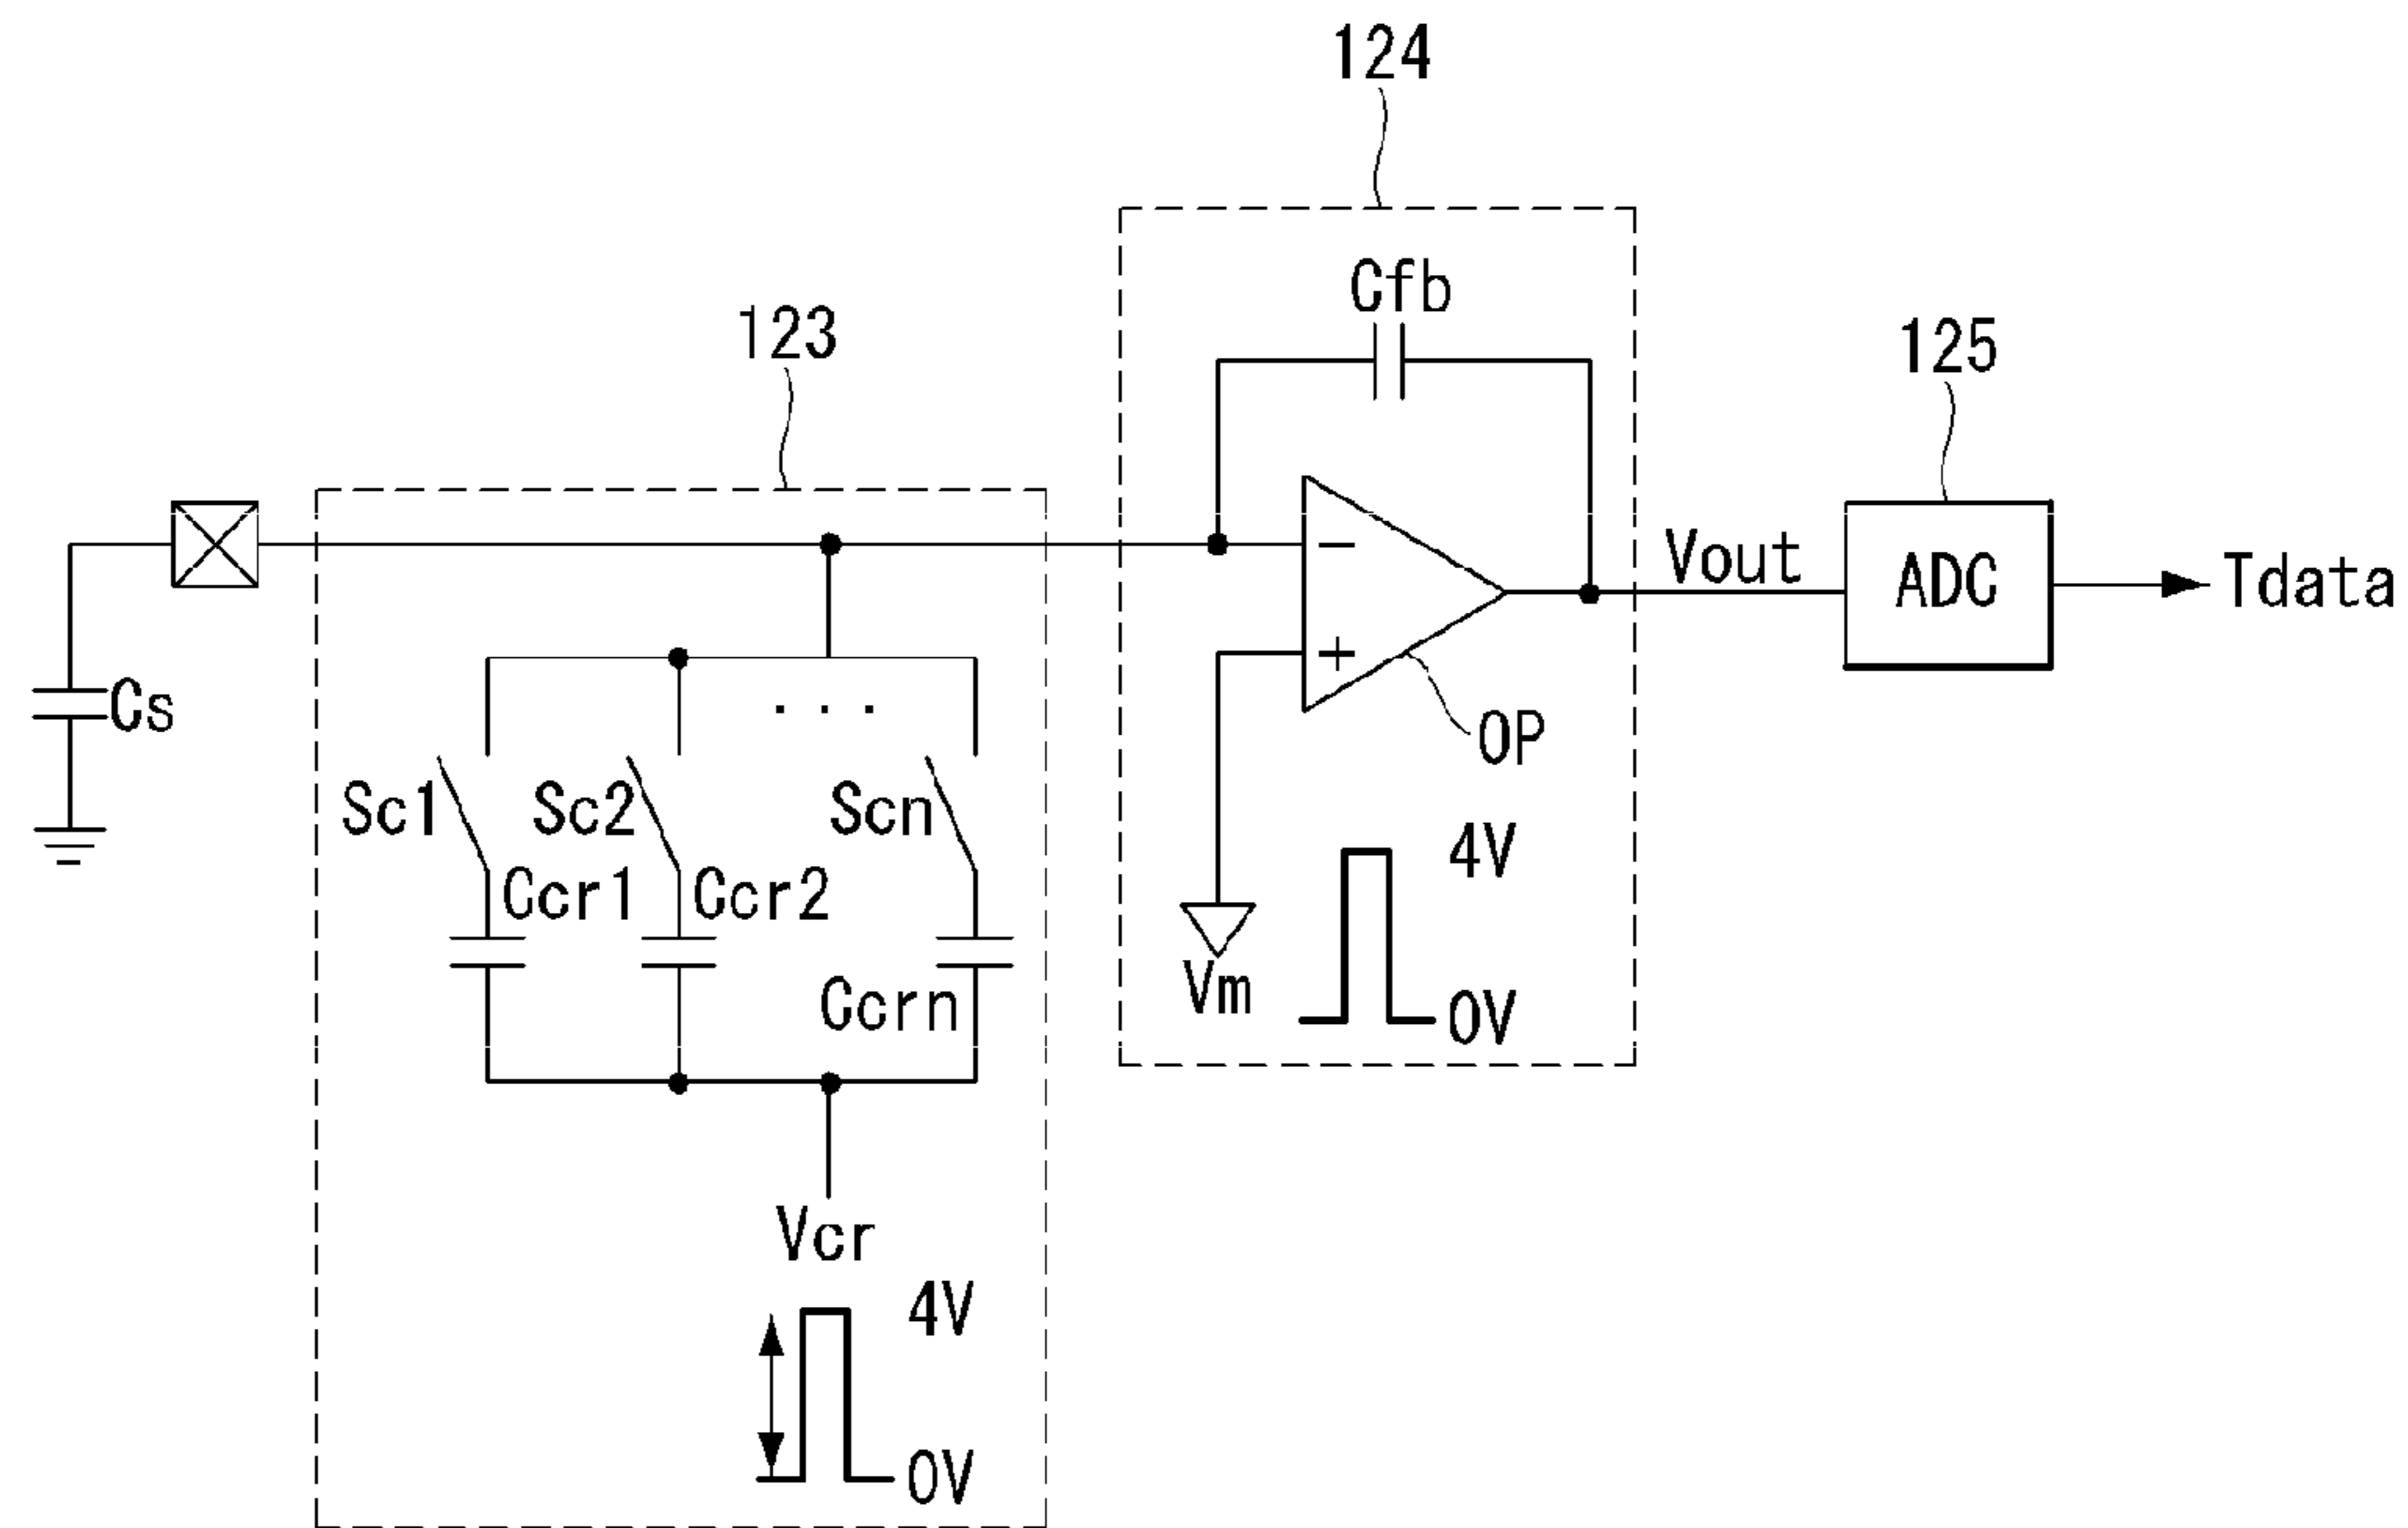 124
Cfb
123
125
−
Vout
ADC
Tdata
+
OP
Cs
. . .
Sc1
Sc2
Scn
4V
Ccr1
Ccr2
Ccrn
Vm
0V
Vcr
4V
0V